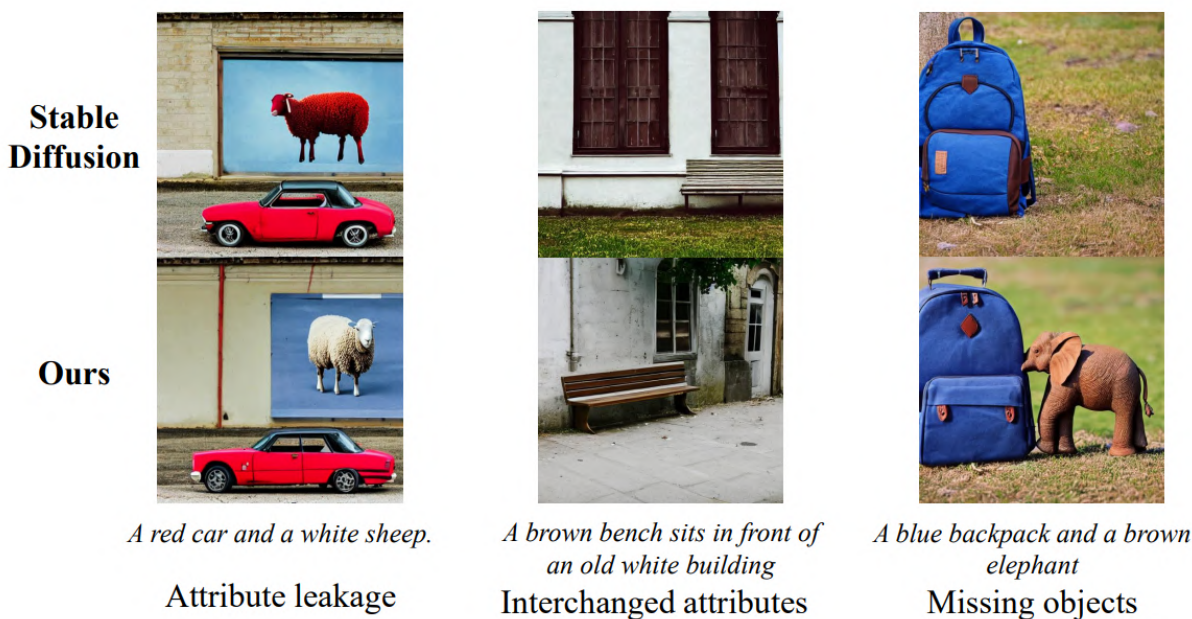 Stable
Diffusion
Ours
A red car and a white sheep.
A brown bench sits in front of
an old white building
A blue backpack and a brown
elephant
Attribute leakage
Interchanged attributes
Missing objects